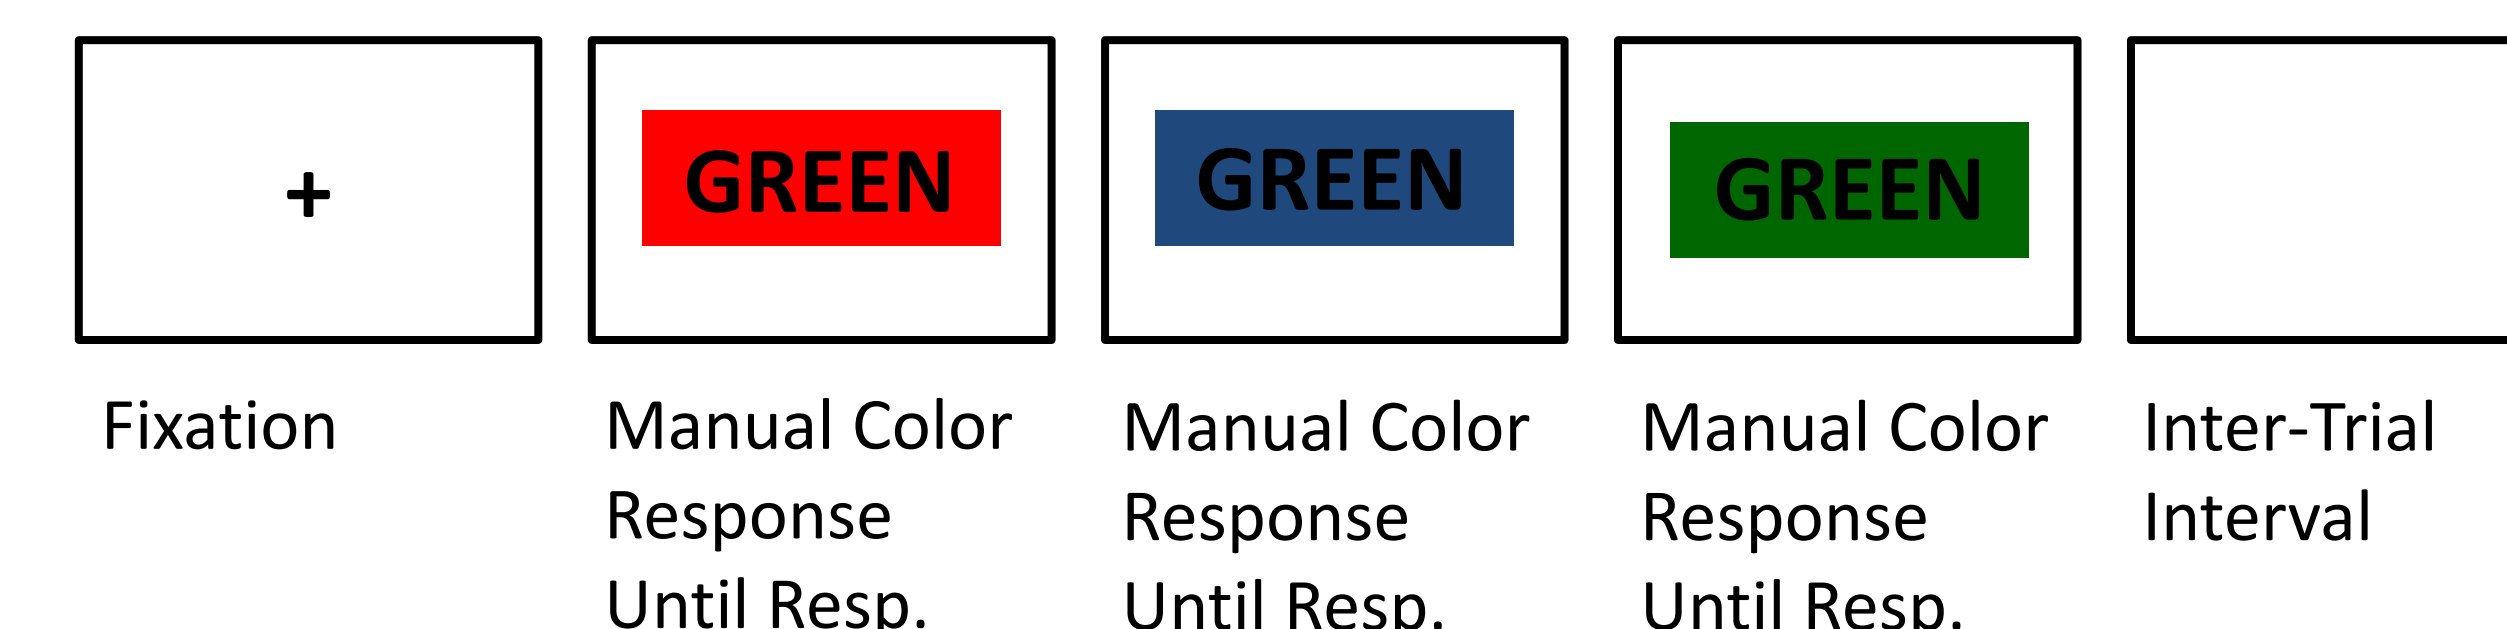 +
GREEN
GREEN
GREEN
Fixation
Manual Color
Response
Until Resp.
Manual Color
Response
Until Resp.
Manual Color
Response
Until Resp.
Inter-Trial
Interval